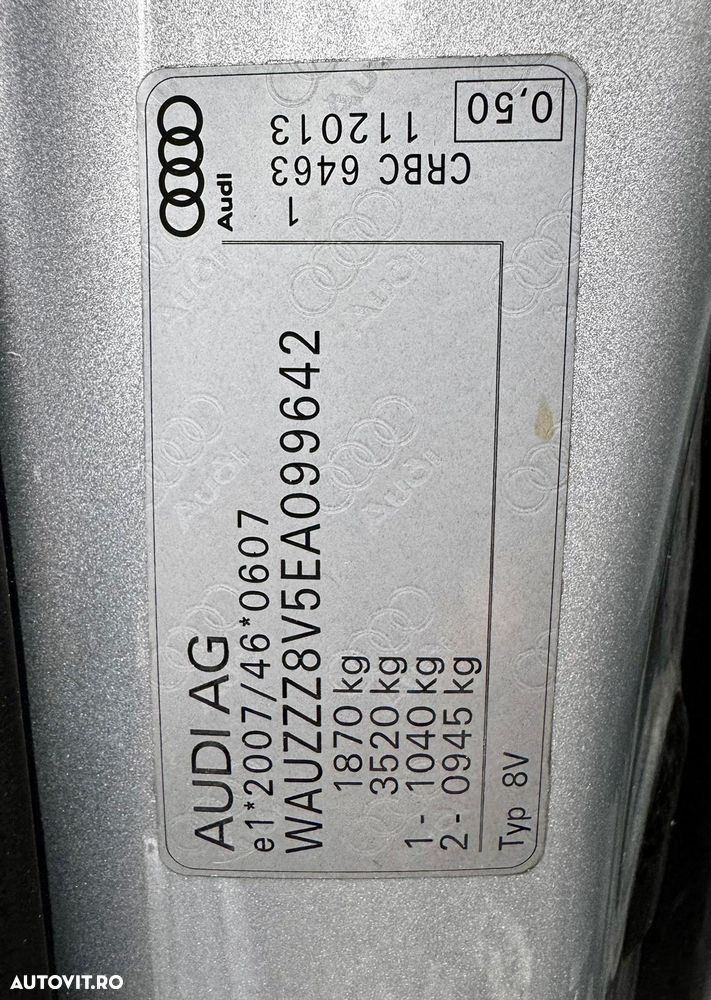 AUDI AG
e1*2007/46*0607
WAUZZZ8V5EA099642
1870 kg
3520 kg
1- 1040 kg
2- 0945 kg
Typ 8V
Audi
1
CRBC 6463
112013
0,50
AUTOVIT.RO